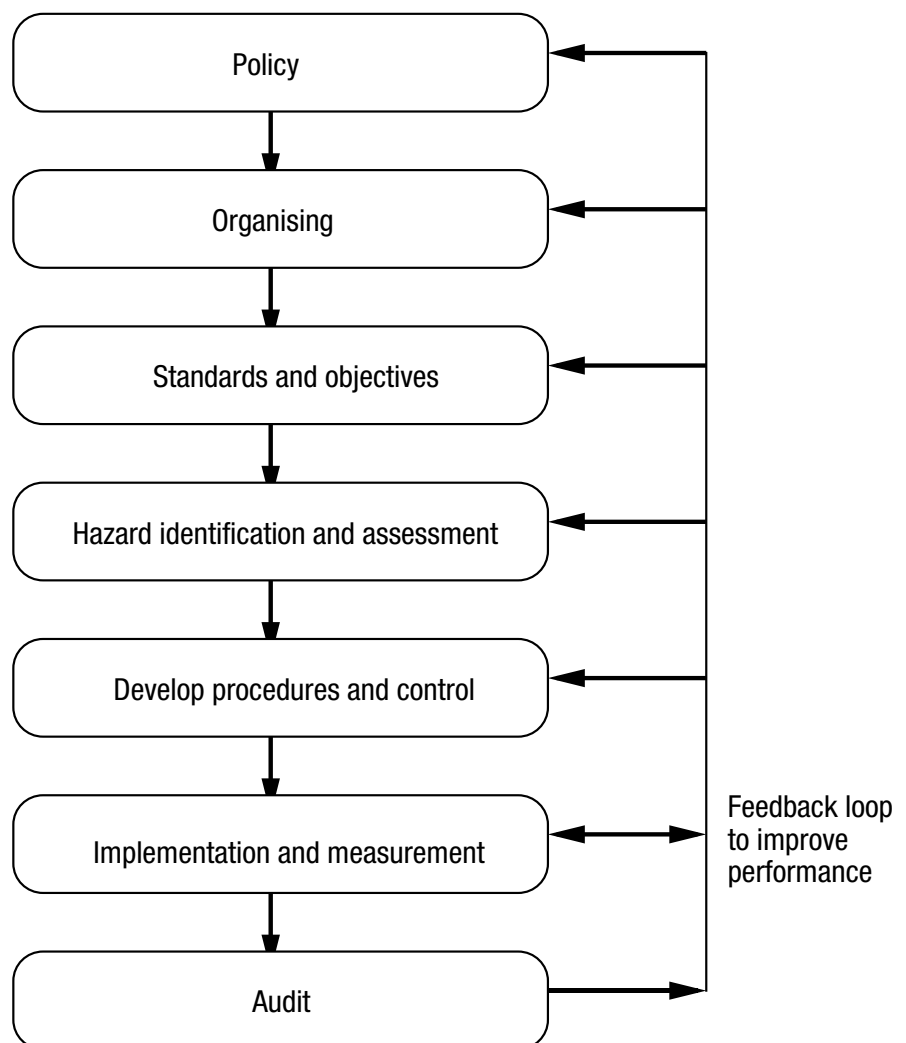 Policy
Organising
Standards and objectives
Hazard identification and assessment
Develop procedures and control
Implementation and measurement
Feedback loop
to improve
performance
Audit